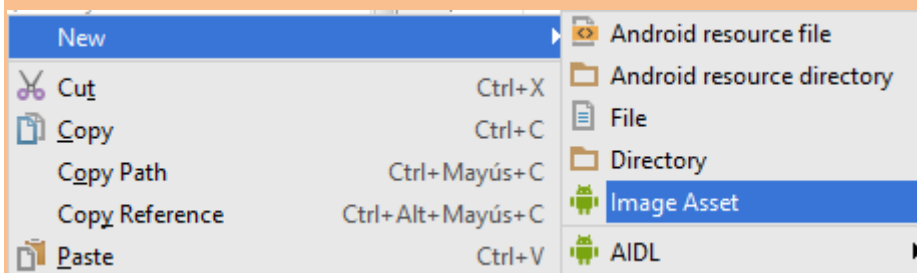 New
Cut Ctrl+X
Copy Ctrl+C
Copy Path Ctrl+Mayús+C
Copy Reference Ctrl+Alt+Mayús+C
Paste Ctrl+V
Android resource file
Android resource directory
File
Directory
Image Asset
AIDL